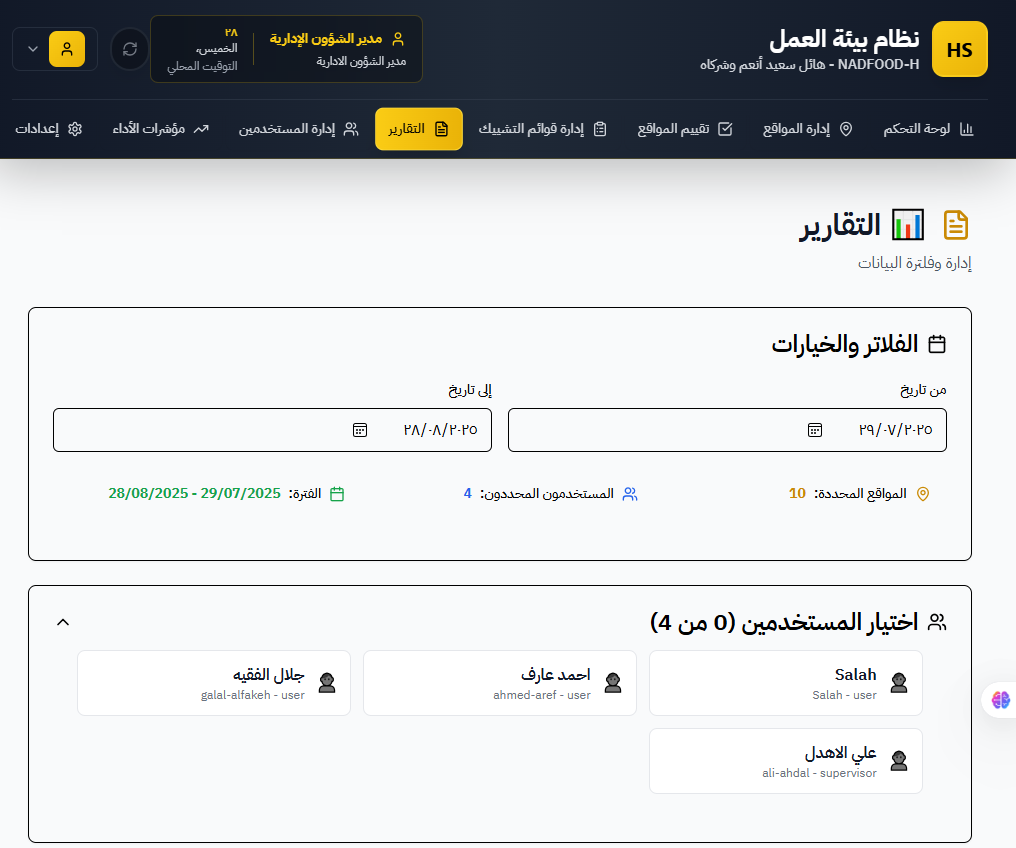 HS
نظام بيئة العمل
NADFOOD-H - هائل سعيد أنعم وشركاه
مدير الشؤون الإدارية
مدير الشؤون الادارية
٢٨
الخميس،
التوقيت المحلي
لوحة التحكم
إدارة المواقع
تقييم المواقع
إدارة قوائم التشييك
التقارير
إدارة المستخدمين
مؤشرات الأداء
إعدادات
التقارير
إدارة وفلترة البيانات
الفلاتر والخيارات
من تاريخ
إلى تاريخ
٢٩/٠٧/٢٠٢٥
٢٨/٠٨/٢٠٢٥
المواقع المحددة: 10
المستخدمون المحددون: 4
الفترة: 29/07/2025 - 28/08/2025
اختيار المستخدمين (0 من 4)
Salah
Salah - user
احمد عارف
ahmed-aref - user
جلال الفقيه
galal-alfakeh - user
علي الاهدل
ali-ahdal - supervisor